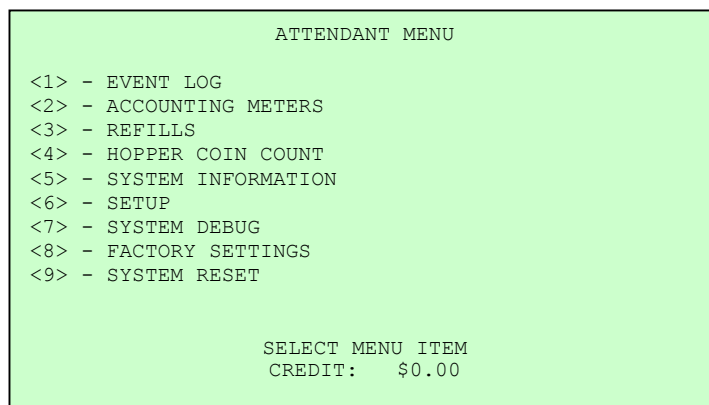 ATTENDANT MENU
<1> - EVENT LOG
<2> - ACCOUNTING METERS
<3> - REFILLS
<4> - HOPPER COIN COUNT
<5> - SYSTEM INFORMATION
<6> - SETUP
<7> - SYSTEM DEBUG
<8> - FACTORY SETTINGS
<9> - SYSTEM RESET
SELECT MENU ITEM
CREDIT: $0.00